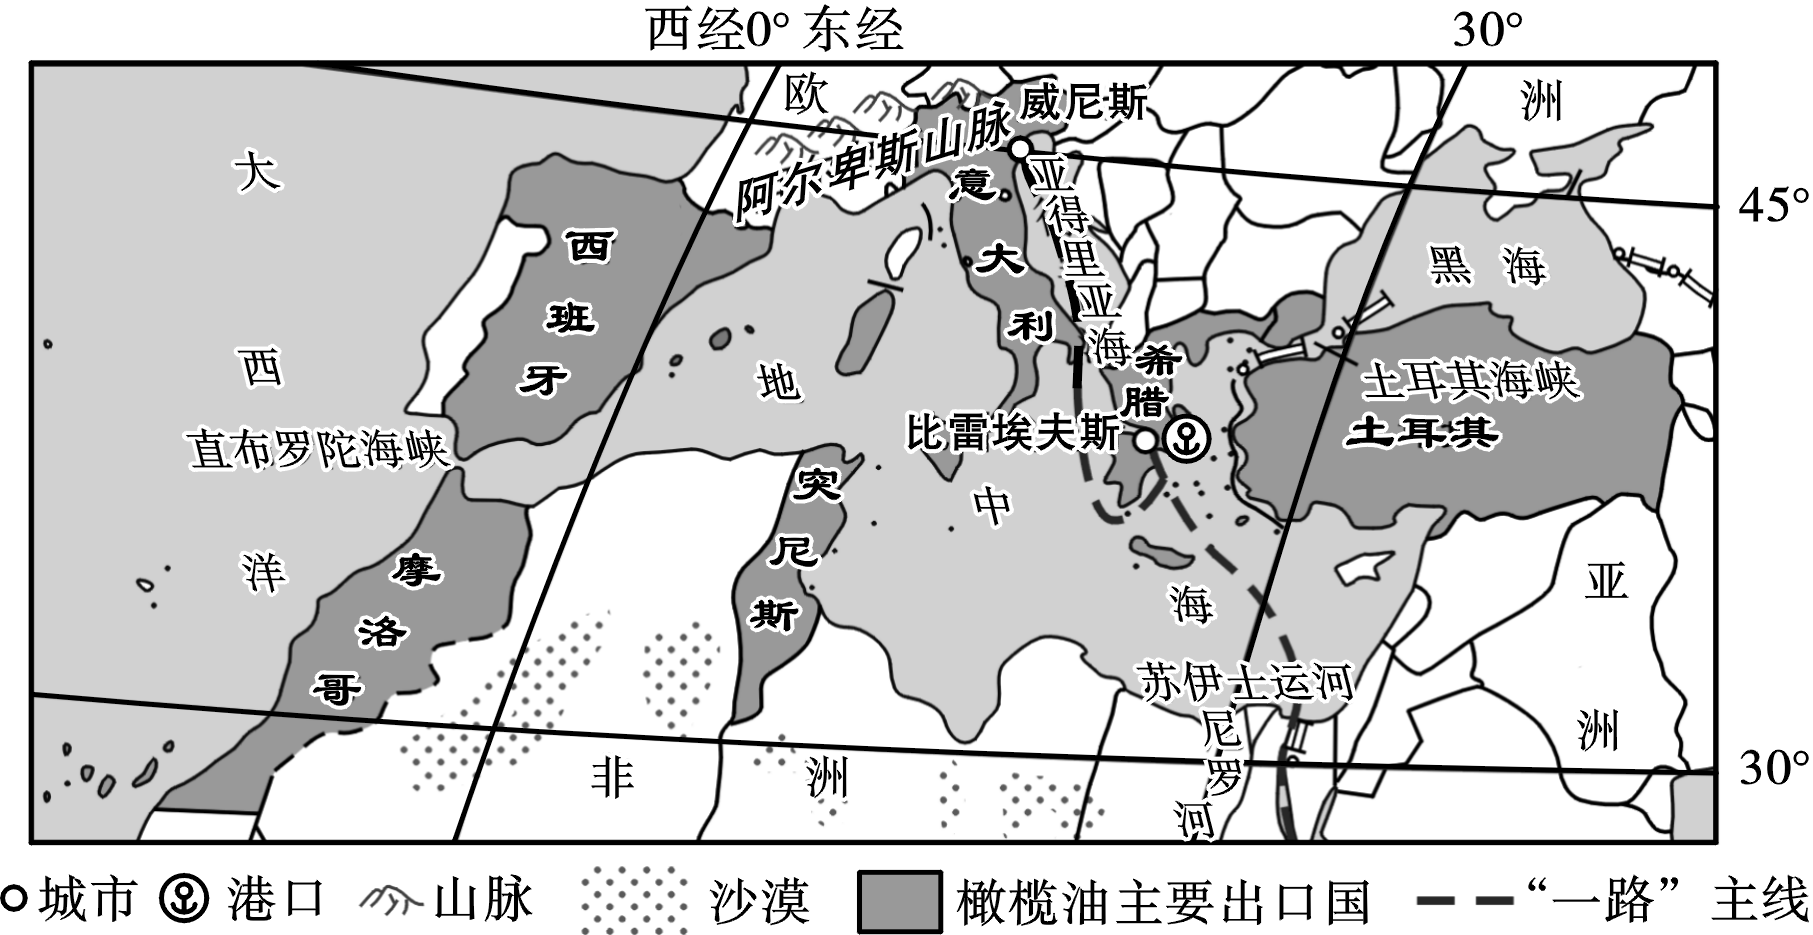 西经0° 东经
30°
欧
洲
威尼斯
阿尔卑斯山脉
45°
大西洋
西班牙
意大利
亚得里亚海
黑海
地中海
希腊
土耳其海峡
土耳其
直布罗陀海峡
比雷埃夫斯
突尼斯
摩洛哥
亚洲
苏伊士运河
尼罗河
非洲
30°
城市
港口
山脉
沙漠
橄榄油主要出口国
“一路”主线